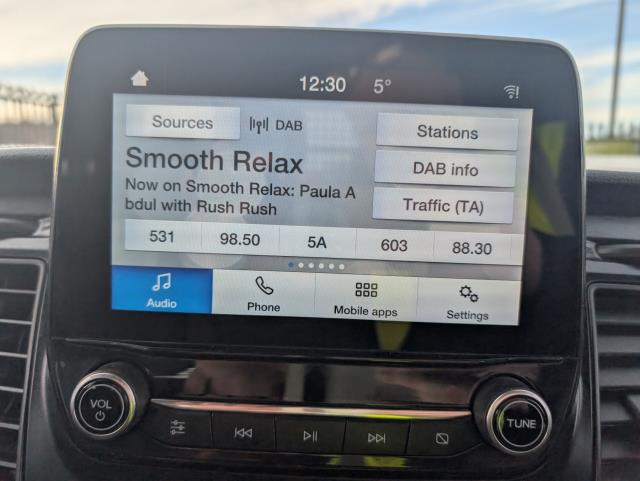 12:30 5°
Sources DAB Stations
Smooth Relax
DAB info
Now on Smooth Relax: Paula A
bdul with Rush Rush
Traffic (TA)
531 98.50 5A 603 88.30
Audio Phone Mobile apps Settings
VOL
TUNE